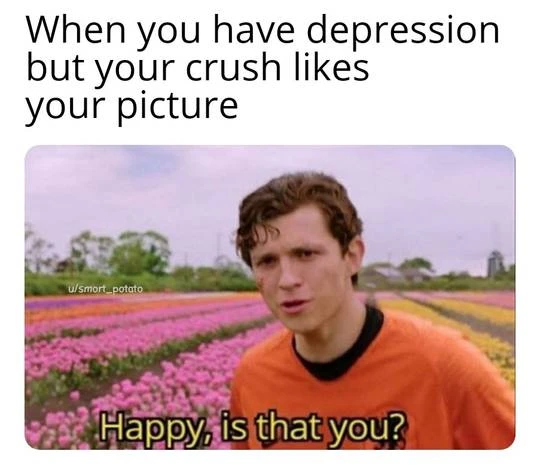 When you have depression
but your crush likes
your picture
u/smort_potato
Happy, is that you?